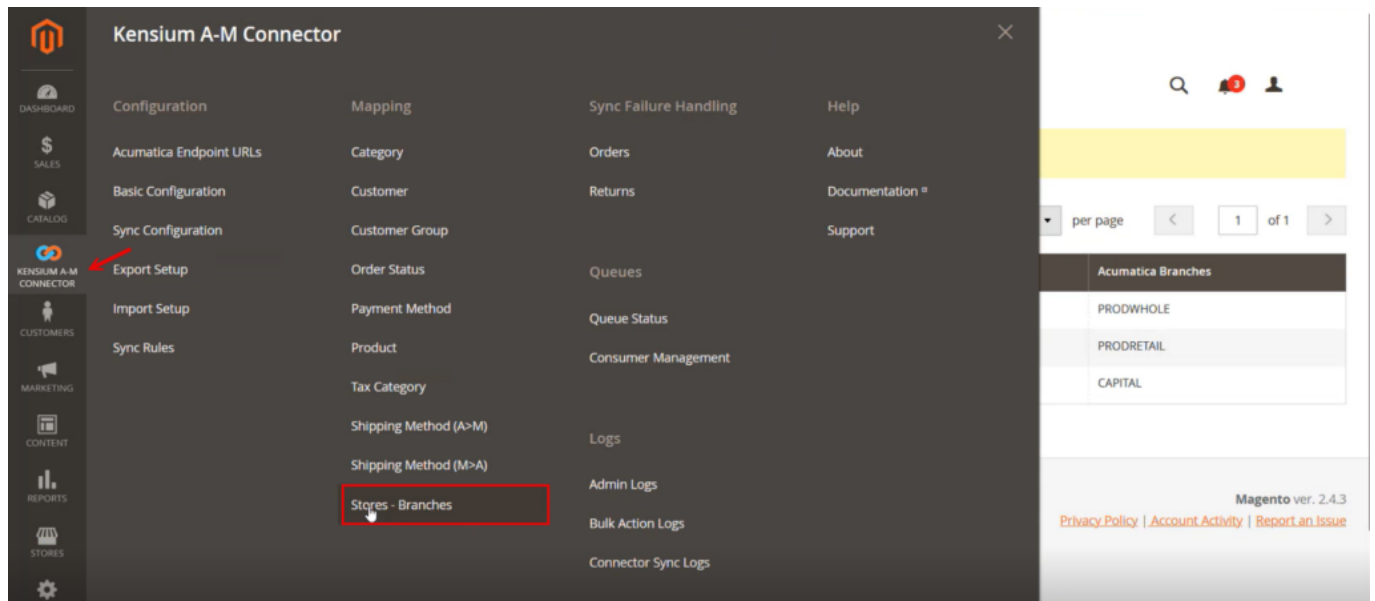 Kensium A-M Connector
DASHBOARD
SALES
CATALOG
KENSIUM A-M
CONNECTOR
CUSTOMERS
MARKETING
CONTENT
REPORTS
STORES
Configuration
Acumatica Endpoint URLs
Basic Configuration
Sync Configuration
Export Setup
Import Setup
Sync Rules
Mapping
Category
Customer
Customer Group
Order Status
Payment Method
Product
Tax Category
Shipping Method (A>M)
Shipping Method (M>A)
Stores - Branches
Sync Failure Handling
Orders
Returns
Queues
Queue Status
Consumer Management
Logs
Admin Logs
Bulk Action Logs
Connector Sync Logs
Help
About
Documentation
Support
3
per page 1 of 1
Acumatica Branches
PRODWHOLE
PRODRETAIL
CAPITAL
Magento ver. 2.4.3
Privacy Policy | Account Activity | Report an Issue